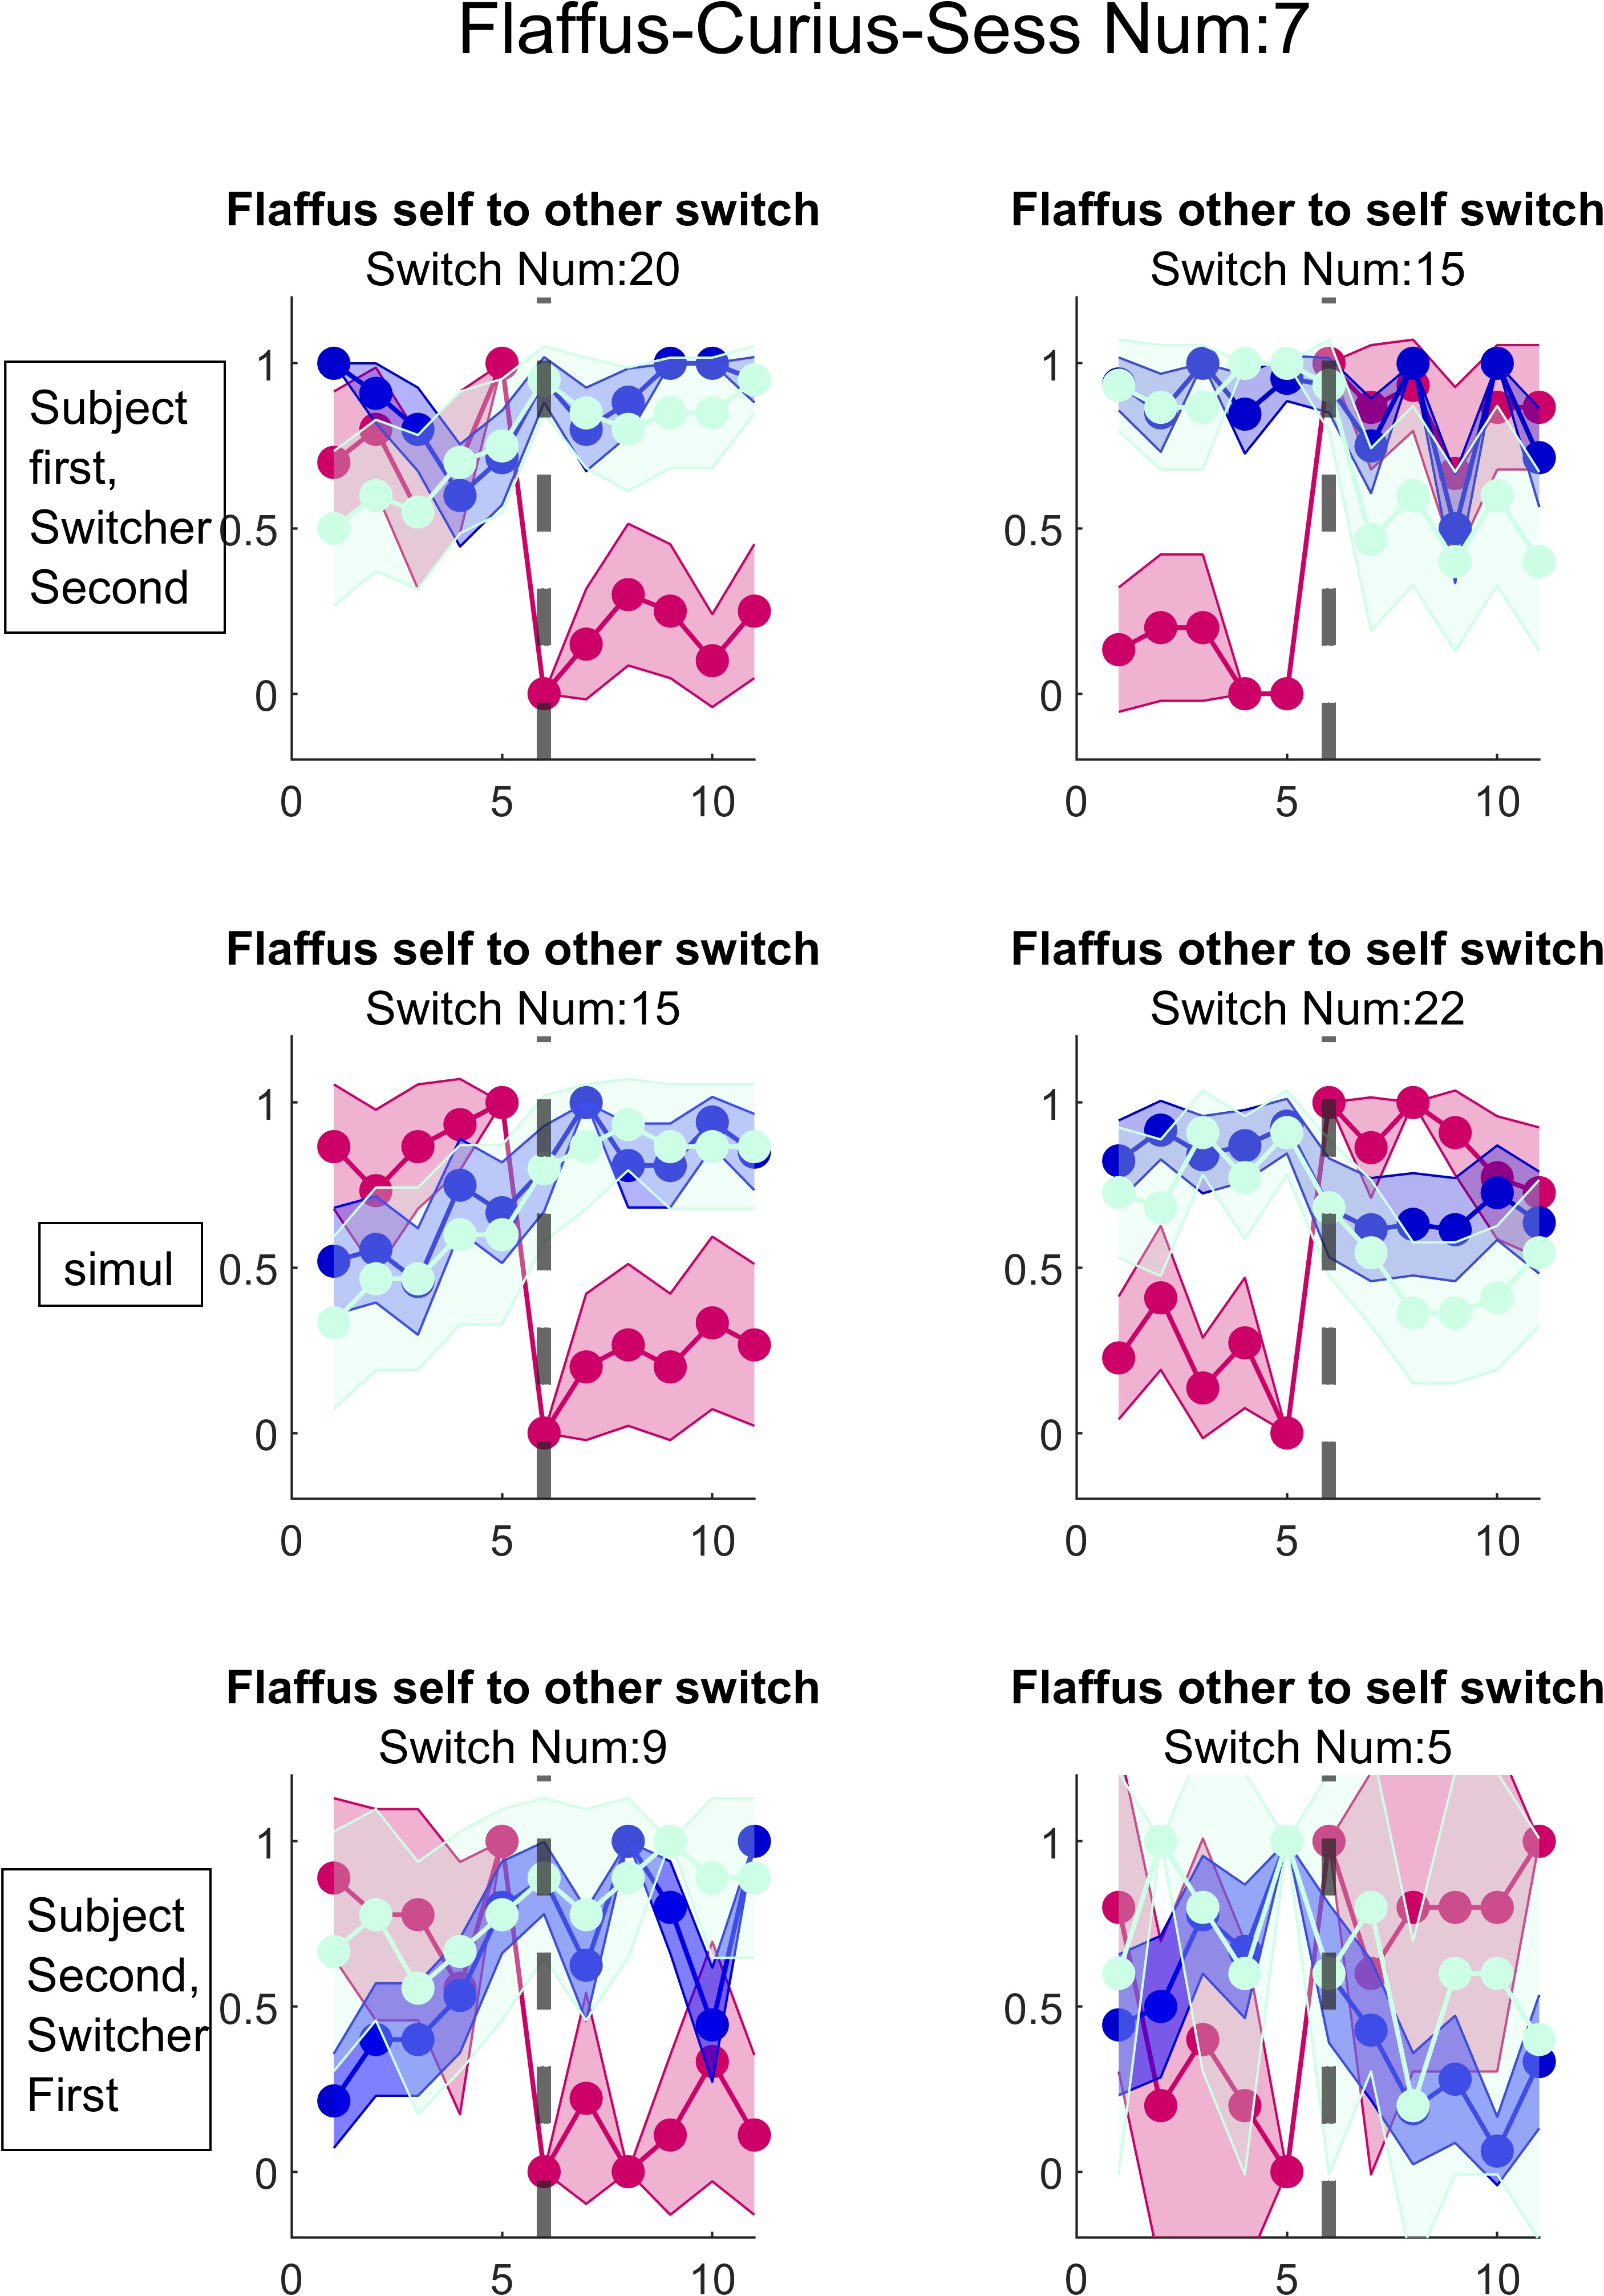 Flaffus-Curius-Sess Num:7
Flaffus self to other switch
Switch Num:20
Flaffus other to self switch
Switch Num:15
Subject
first,
Switcher
Second
1
0.5
0
0
5
10
1
0.5
0
0
5
10
Flaffus self to other switch
Switch Num:15
Flaffus other to self switch
Switch Num:22
simul
1
0.5
0
0
5
10
1
0.5
0
0
5
10
Flaffus self to other switch
Switch Num:9
Flaffus other to self switch
Switch Num:5
Subject
Second,
Switcher
First
1
0.5
0
0
5
10
1
0.5
0
0
5
10